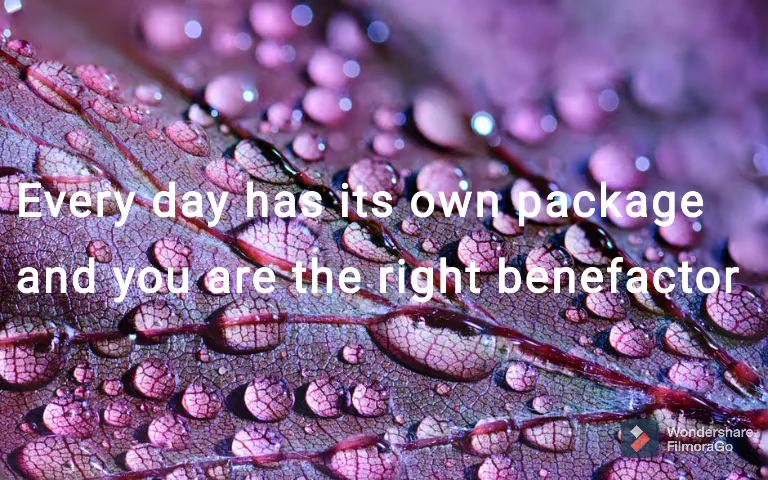 Every day has its own package
and you are the right benefactor
Wondershare
FilmoraGo